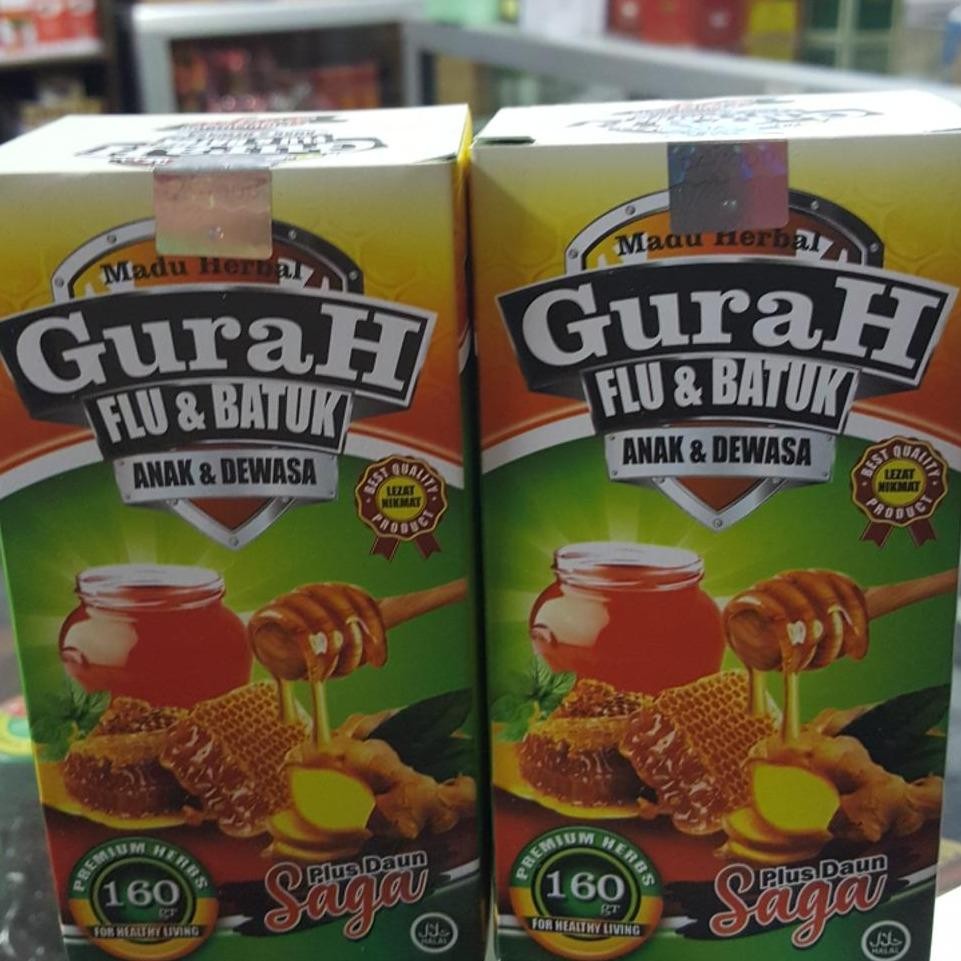 Madu Herbal
GuraH
FLU & BATUK
ANAK & DEWASA
BEST QUALITY
LEZAT
NIKMAT
PRODUCT
PREMIUM HERBS
160
gr
FOR HEALTHY LIVING
Plus Daun
Saga
حلال
HALAL
Madu Herbal
GuraH
FLU & BATUK
ANAK & DEWASA
BEST QUALITY
LEZAT
NIKMAT
PRODUCT
PREMIUM HERBS
160
gr
FOR HEALTHY LIVING
Plus Daun
Saga
حلال
HALAL